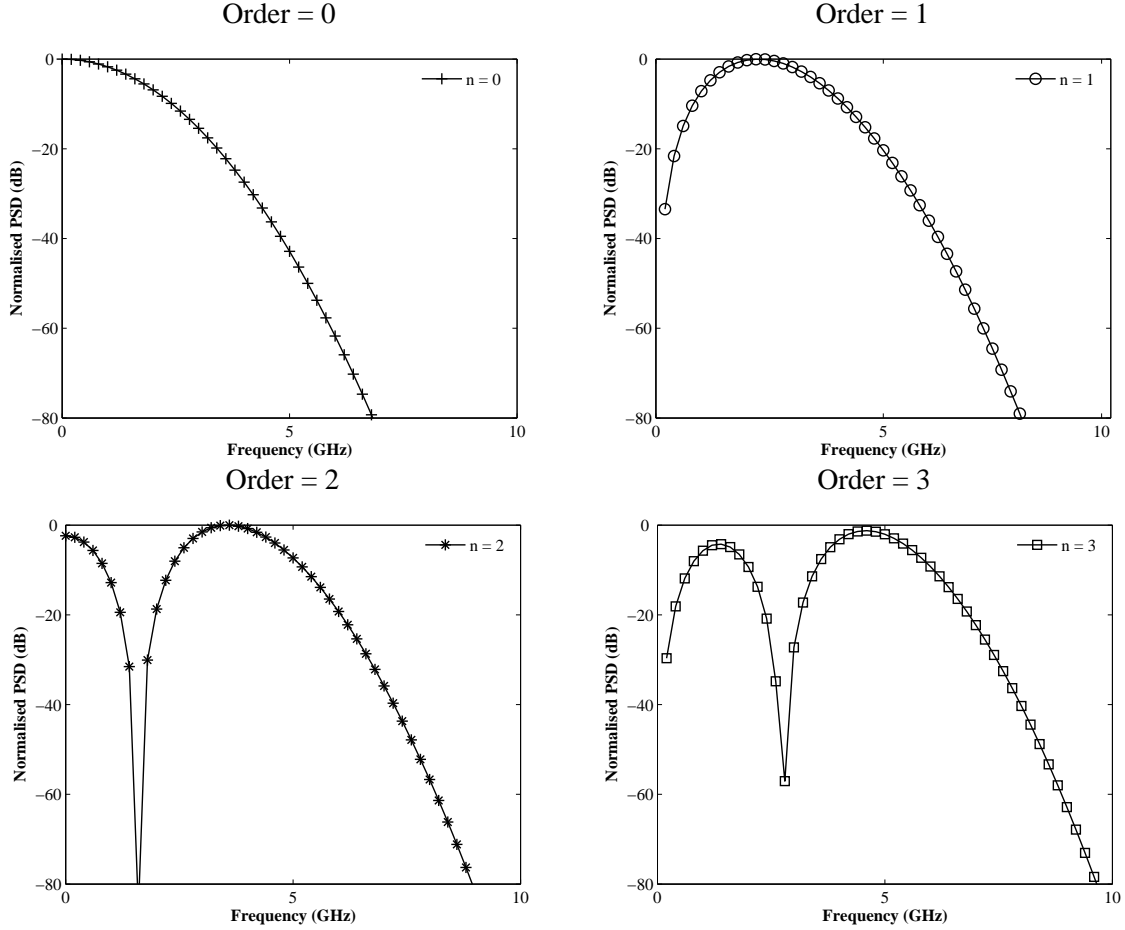 Order = 0
Normalised PSD (dB)
0
−20
−40
−60
−80
n = 0
0
5
10
Frequency (GHz)
Order = 1
Normalised PSD (dB)
0
−20
−40
−60
−80
n = 1
0
5
10
Frequency (GHz)
Order = 2
Normalised PSD (dB)
0
−20
−40
−60
−80
n = 2
0
5
10
Frequency (GHz)
Order = 3
Normalised PSD (dB)
0
−20
−40
−60
−80
n = 3
0
5
10
Frequency (GHz)